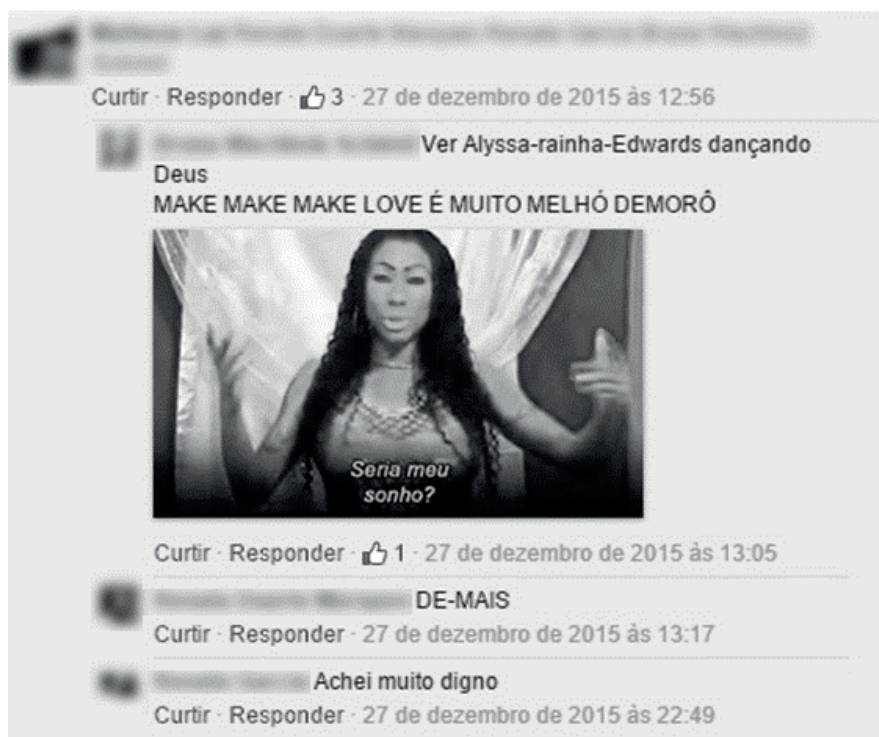 Curtir · Responder · 3 · 27 de dezembro de 2015 às 12:56
Ver Alyssa-rainha-Edwards dançando
Deus
MAKE MAKE MAKE LOVE É MUITO MELHÓ DEMORÔ
Seria meu
sonho?
Curtir · Responder · 1 · 27 de dezembro de 2015 às 13:05
DE-MAIS
Curtir · Responder · 27 de dezembro de 2015 às 13:17
Achei muito digno
Curtir · Responder · 27 de dezembro de 2015 às 22:49